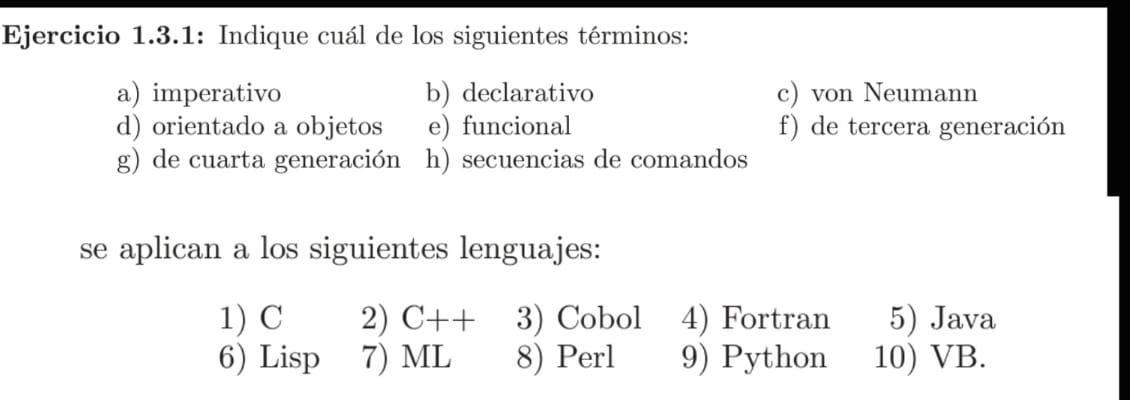 Ejercicio 1.3.1: Indique cuál de los siguientes términos:
a) imperativo b) declarativo c) von Neumann
d) orientado a objetos e) funcional f) de tercera generación
g) de cuarta generación h) secuencias de comandos
se aplican a los siguientes lenguajes:
1) C 2) C++ 3) Cobol 4) Fortran 5) Java
6) Lisp 7) ML 8) Perl 9) Python 10) VB.